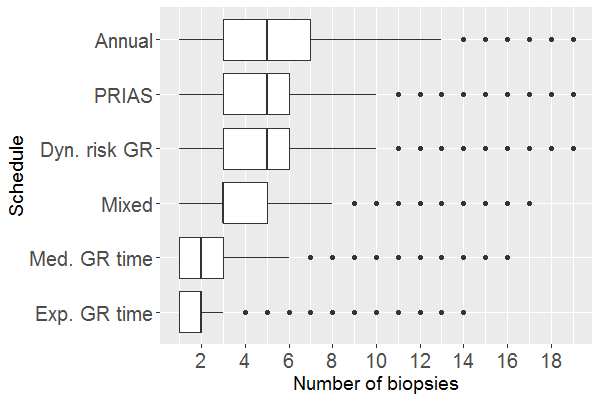 Schedule
Annual
PRIAS
Dyn. risk GR
Mixed
Med. GR time
Exp. GR time
2 4 6 8 10 12 14 16 18
Number of biopsies